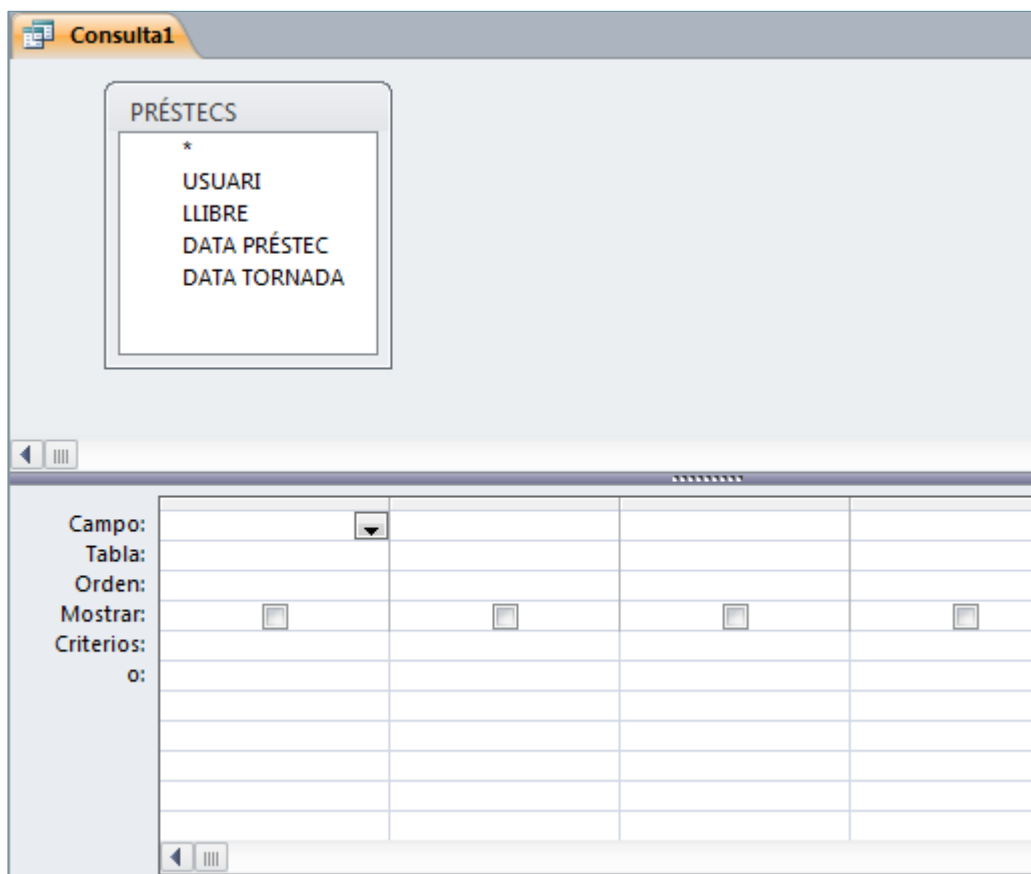 Consulta1
PRÉSTECS
*
USUARI
LLIBRE
DATA PRÉSTEC
DATA TORNADA
Campo:
Tabla:
Orden:
Mostrar:
Criterios:
o: